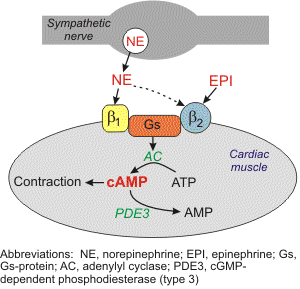 Sympathetic
nerve
NE
NE
EPI
β1
β2
Gs
AC
Cardiac
muscle
Contraction
cAMP
ATP
PDE3
AMP
Abbreviations: NE, norepinephrine; EPI, epinephrine; Gs,
Gs-protein; AC, adenylyl cyclase; PDE3, cGMP-
dependent phosphodiesterase (type 3)